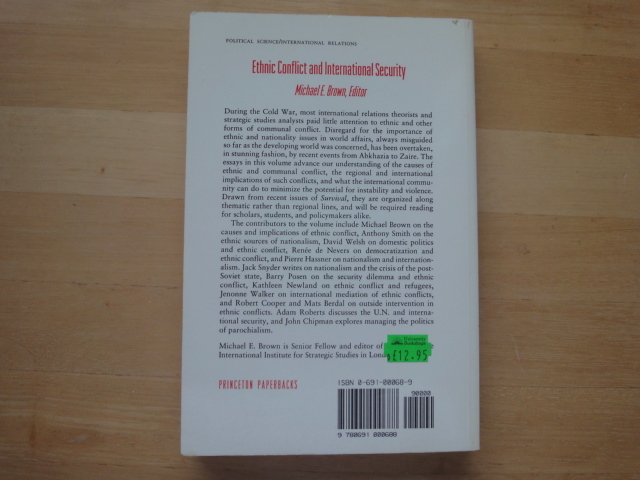 POLITICAL SCIENCE/INTERNATIONAL RELATIONS
Ethnic Conflict and International Security
Michael E. Brown, Editor
During the Cold War, most international relations theorists and
strategic studies analysts paid little attention to ethnic and other
forms of communal conflict. Disregard for the importance of
ethnic and nationality issues in world affairs, always misguided
so far as the developing world was concerned, has been overtaken,
in stunning fashion, by recent events from Abkhazia to Zaire. The
essays in this volume advance our understanding of the causes of
ethnic and communal conflict, the regional and international
implications of such conflicts, and what the international commu-
nity can do to minimize the potential for instability and violence.
Drawn from recent issues of Survival, they are organized along
thematic rather than regional lines, and will be required reading
for scholars, students, and policymakers alike.
The contributors to the volume include Michael Brown on the
causes and implications of ethnic conflict, Anthony Smith on the
ethnic sources of nationalism, David Welsh on domestic politics
and ethnic conflict, Renée de Nevers on democratization and
ethnic conflict, and Pierre Hassner on nationalism and internation-
alism. Jack Snyder writes on nationalism and the crisis of the post-
Soviet state, Barry Posen on the security dilemma and ethnic
conflict, Kathleen Newland on ethnic conflict and refugees,
Jenonne Walker on international mediation of ethnic conflicts,
and Robert Cooper and Mats Berdal on outside intervention in
ethnic conflicts. Adam Roberts discusses the U.N. and interna-
tional security, and John Chipman explores managing the politics
of parochialism.
Michael E. Brown is Senior Fellow and editor of
International Institute for Strategic Studies in
University
Bookshops
£12.95
PRINCETON PAPERBACKS
ISBN 0-691-00068-9
90000
9 780691 000688